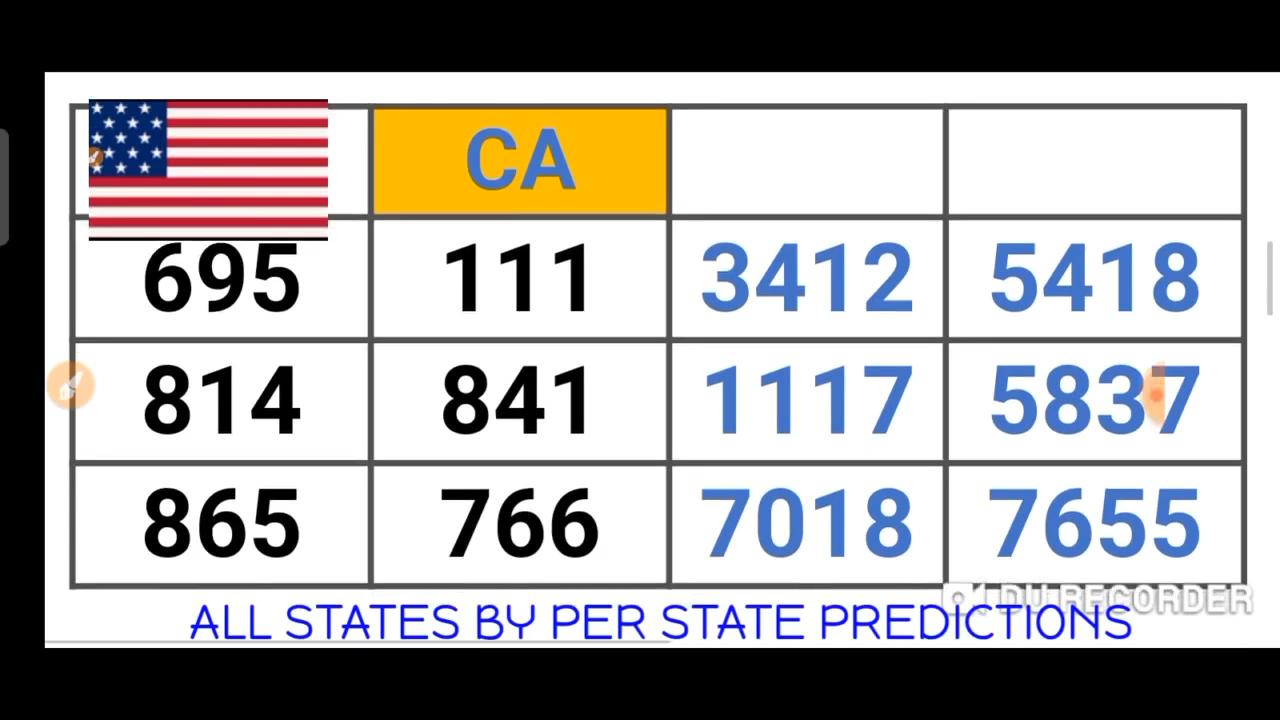 CA
695 111 3412 5418
814 841 1117 5837
865 766 7018 7655
DU RECORDER
ALL STATES BY PER STATE PREDICTIONS